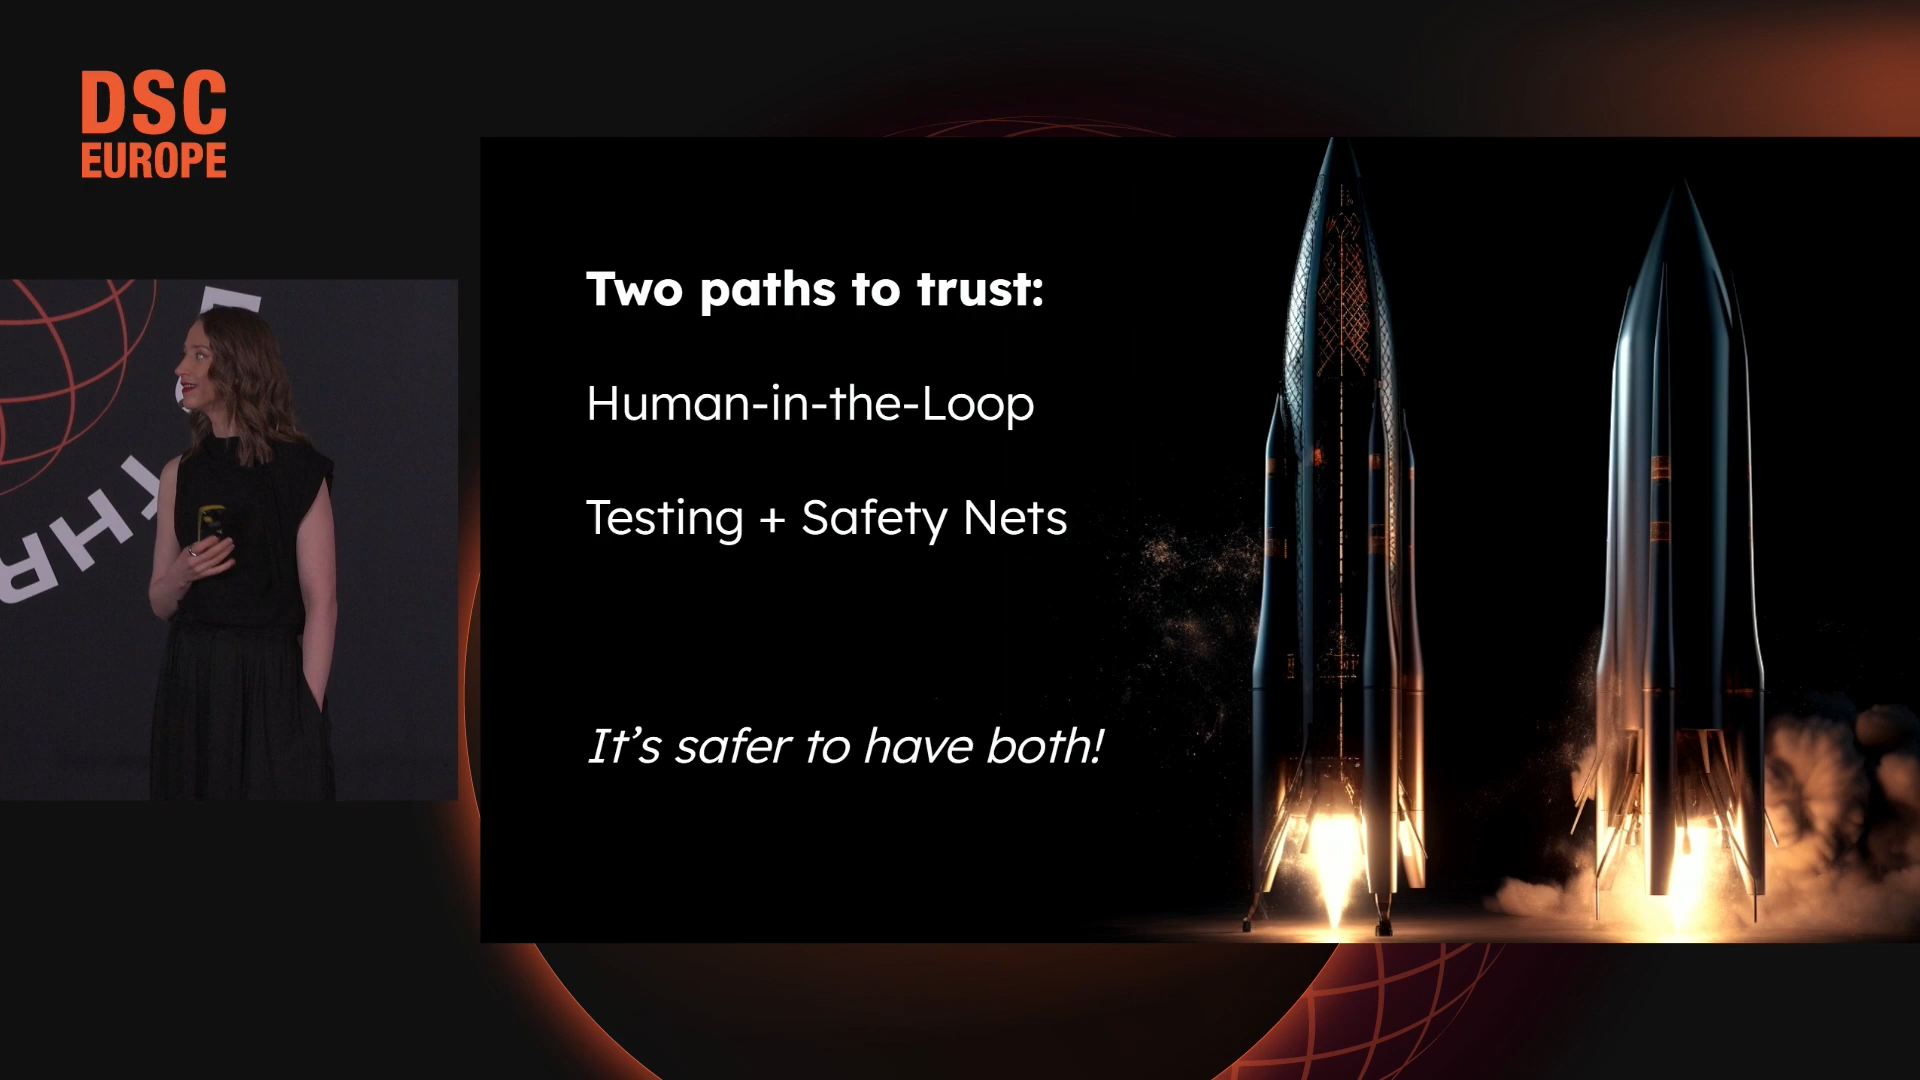 DSC
EUROPE
Two paths to trust:
Human-in-the-Loop
Testing + Safety Nets
It's safer to have both!